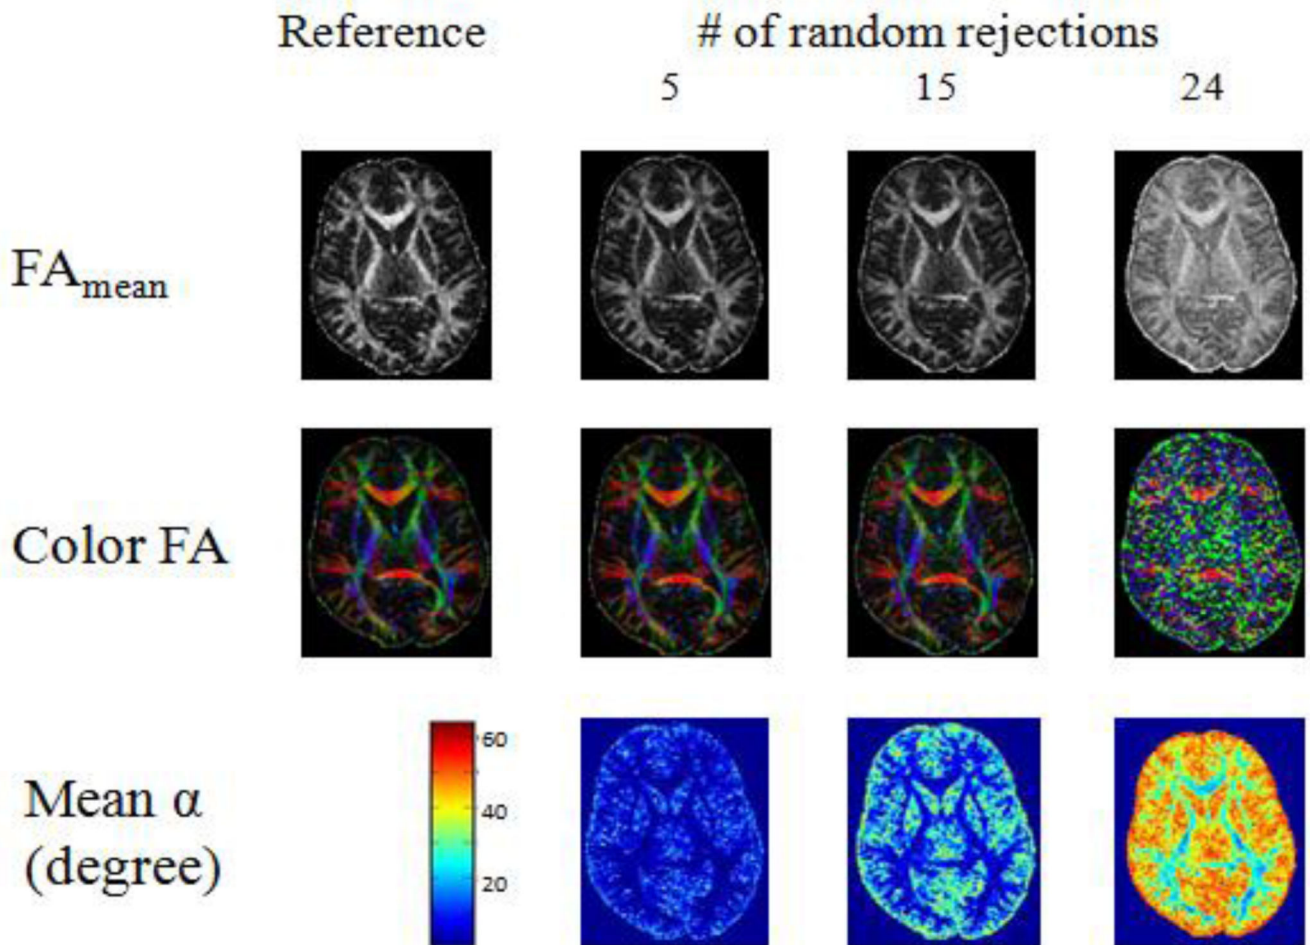 Reference
# of random rejections
5 15 24
FAmean
Color FA
Mean α
(degree)
60
40
20